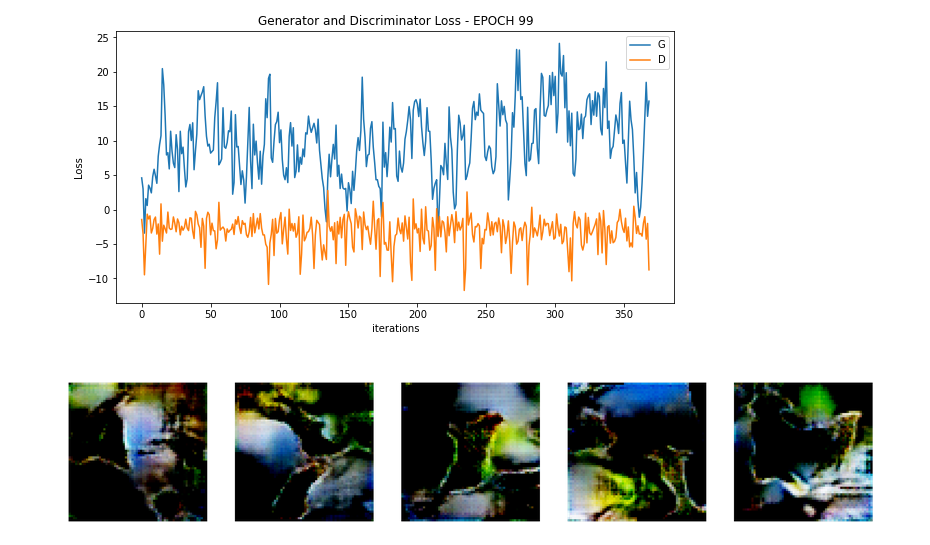 Generator and Discriminator Loss - EPOCH 99
G
D
25
20
15
10
5
0
−5
−10
Loss
0 50 100 150 200 250 300 350
iterations